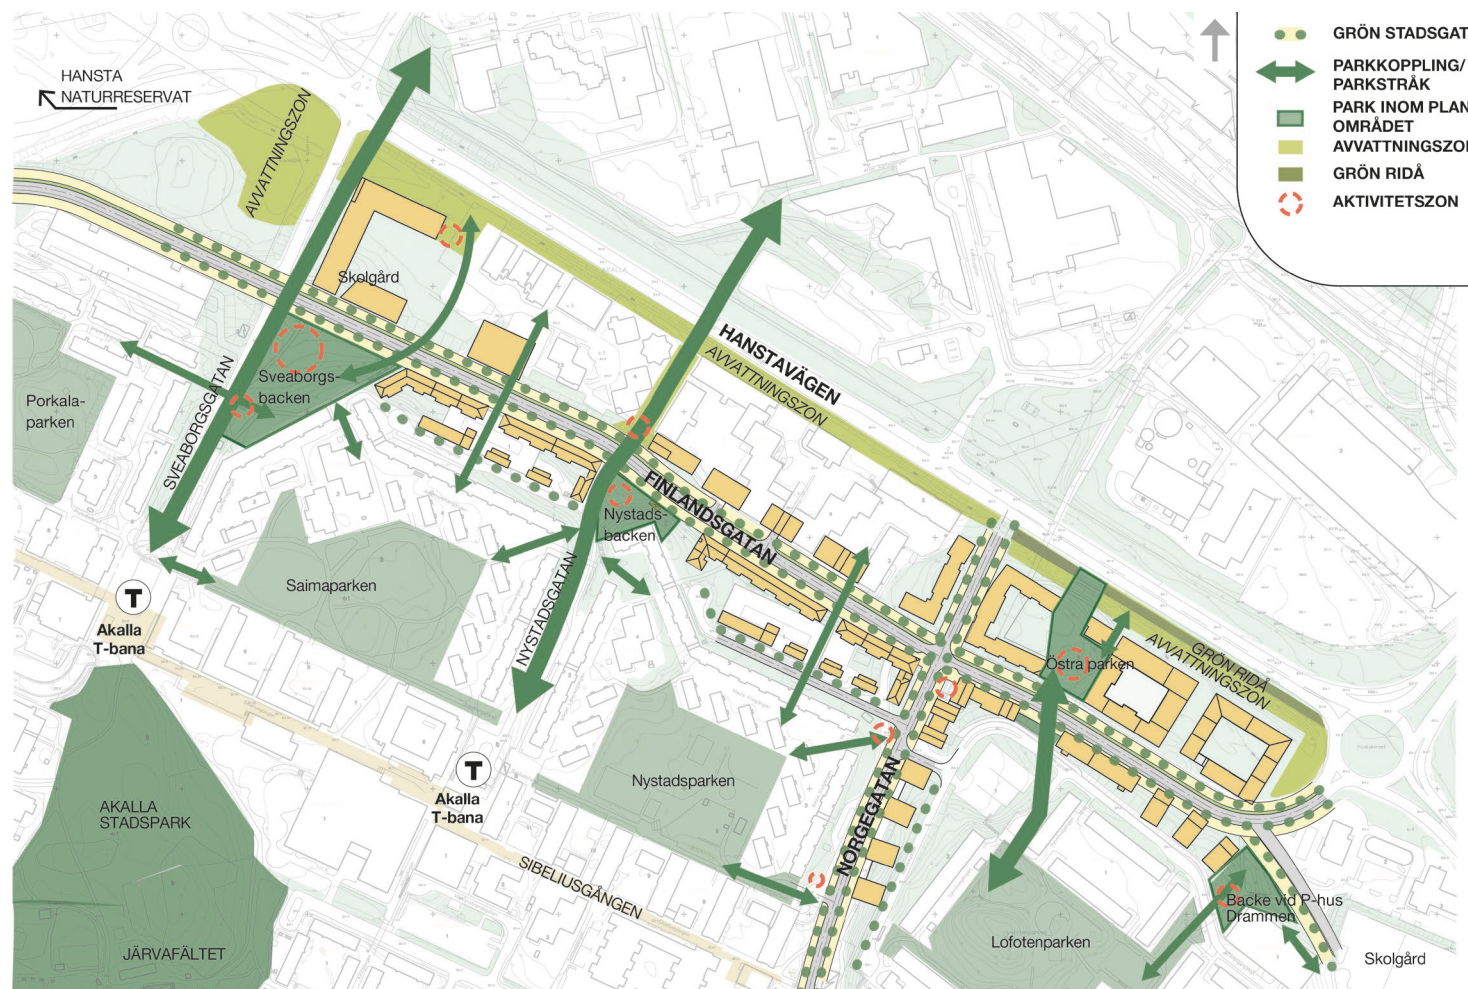 HANSTA
NATURRESERVAT
AVVATTNINGSZON
GRÖN STADSGAT
PARKKOPPLING/
PARKSTRÅK
PARK INOM PLAN
OMRÅDET
AVVATTNINGSZON
GRÖN RIDÅ
AKTIVITETSZON
Skolgård
HANSTAVÄGEN
AVVATTNINGSZON
Sveaborgs-
backen
Porkala-
parken
SVEABORGSGATAN
FINLANDSGATAN
Nystads-
backen
NYSTADSGATAN
Saimaparken
T
Akalla
T-bana
Östra parken
GRÖN RIDÅ
AVVATTNINGSZON
T
Akalla
T-bana
Nystadsparken
AKALLA
STADSPARK
NORGEGATAN
SIBELIUSGÅNGEN
Backe vid P-hus
Drammen
Lofotenparken
JÄRVAFÄLTET
Skolgård